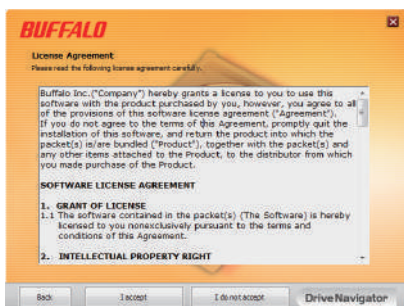 BUFFALO
License Agreement
Please read the following license agreement carefully.
Buffalo Inc.("Company") hereby grants a license to you to use this
software with the product purchased by you, however, you agree to all
of the provisions of this software license agreement ("Agreement").
If you do not agree to the terms of this Agreement, promptly quit the
installation of this software, and return the product into which the
packet(s) is/are bundled ("Product"), together with the packet(s) and
any other items attached to the Product, to the distributor from which
you made purchase of the Product.
SOFTWARE LICENSE AGREEMENT
1. GRANT OF LICENSE
1.1 The software contained in the packet(s) (The Software) is hereby
licensed to you nonexclusively pursuant to the terms and
conditions of this Agreement.
2. INTELLECTUAL PROPERTY RIGHT
Back I accept I do not accept DriveNavigator